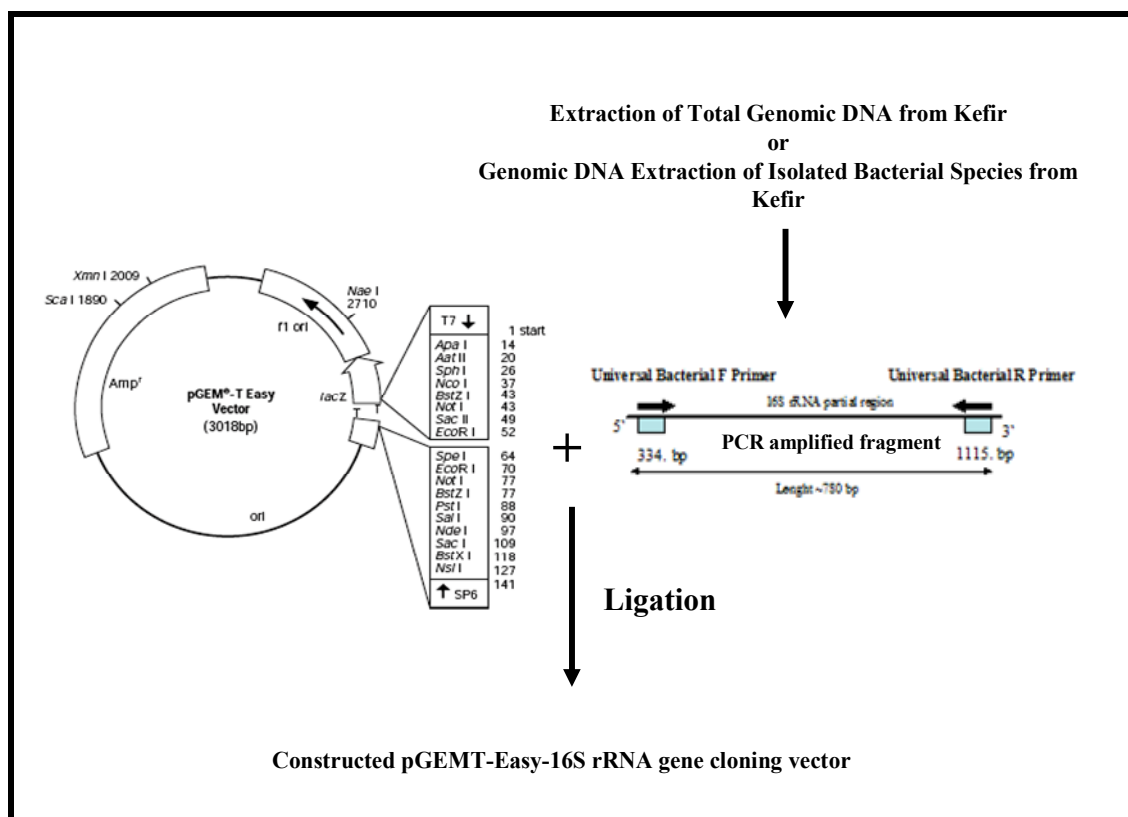 Extraction of Total Genomic DNA from Kefir
or
Genomic DNA Extraction of Isolated Bacterial Species from
Kefir
Xmn I 2009
Sca I 1890
Nae I
2710
f1 ori
Ampr
pGEM®-T Easy
Vector
(3018bp)
lacZ
T
T
ori
T7 ↓
1 start
Apa I 14
Aat II 20
Sph I 26
Nco I 37
BstZ I 43
Not I 43
Sac II 49
EcoR I 52
Spe I 64
EcoR I 70
Not I 77
BstZ I 77
Pst I 88
Sal I 90
Nde I 97
Sac I 109
BstX I 118
Nsi I 127
141
↑ SP6
+
Universal Bacterial F Primer
Universal Bacterial R Primer
16S rRNA partial region
5`
3`
PCR amplified fragment
334. bp
1115. bp
Lenght ~780 bp
Ligation
Constructed pGEMT-Easy-16S rRNA gene cloning vector